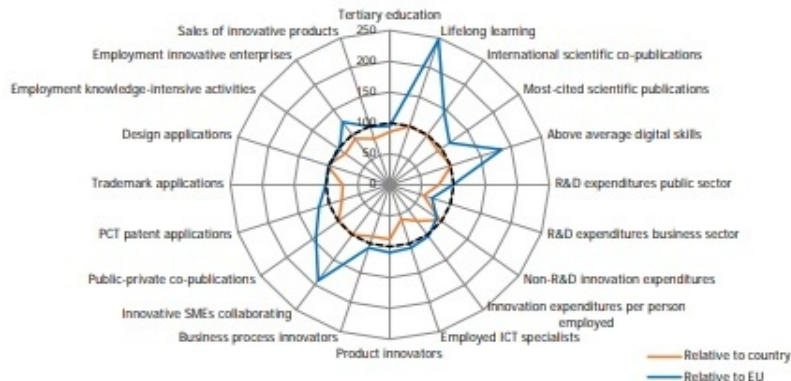 Tertiary education
250
Sales of innovative products
Lifelong learning
Employment innovative enterprises
200
International scientific co-publications
Employment knowledge-intensive activities
150
Most-cited scientific publications
100
Design applications
50
Above average digital skills
Trademark applications
0
R&D expenditures public sector
PCT patent applications
R&D expenditures business sector
Public-private co-publications
Non-R&D innovation expenditures
Innovative SMEs collaborating
Innovation expenditures per person
employed
Business process innovators
Employed ICT specialists
Product innovators
Relative to country
Relative to EU